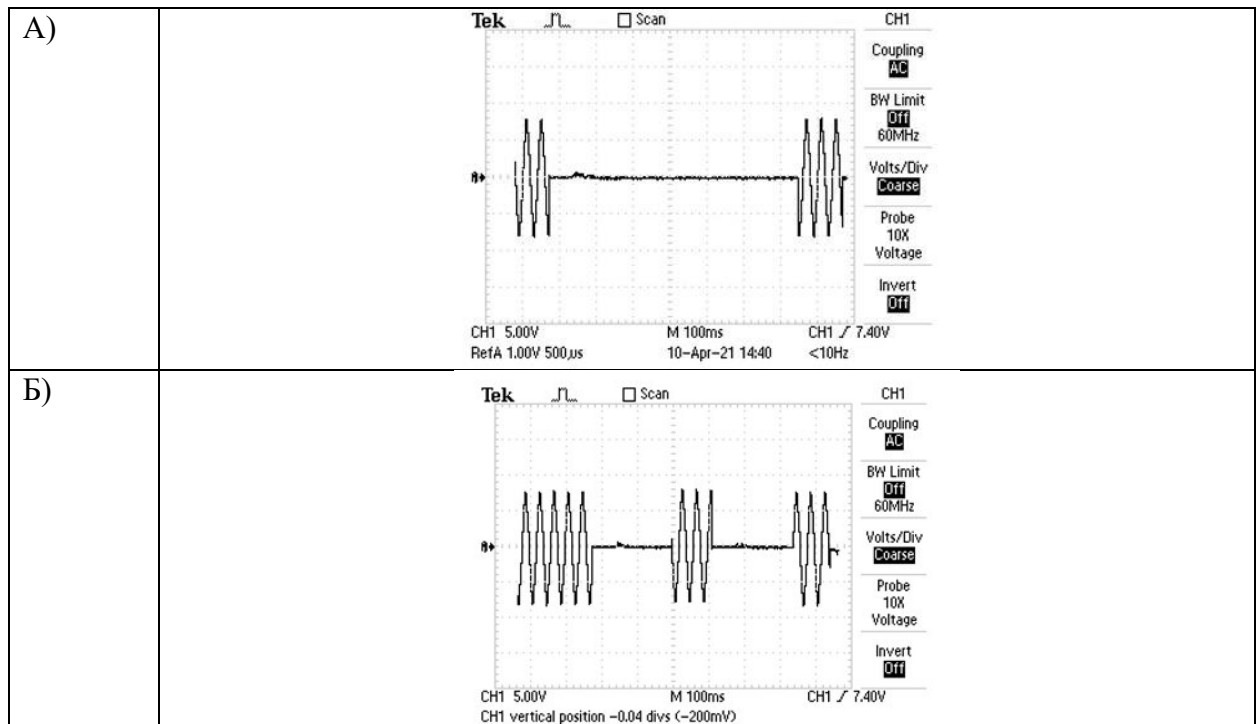 А)
Tek Scan CH1
Coupling
AC
BW Limit
Off
60MHz
Volts/Div
Coarse
Probe
10X
Voltage
Invert
Off
CH1 5.00V M 100ms CH1 7.40V
RefA 1.00V 500µs 10-Apr-21 14:40 <10Hz
Б)
Tek Scan CH1
Coupling
AC
BW Limit
Off
60MHz
Volts/Div
Coarse
Probe
10X
Voltage
Invert
Off
CH1 5.00V M 100ms CH1 7.40V
CH1 vertical position -0.04 divs (-200mV)